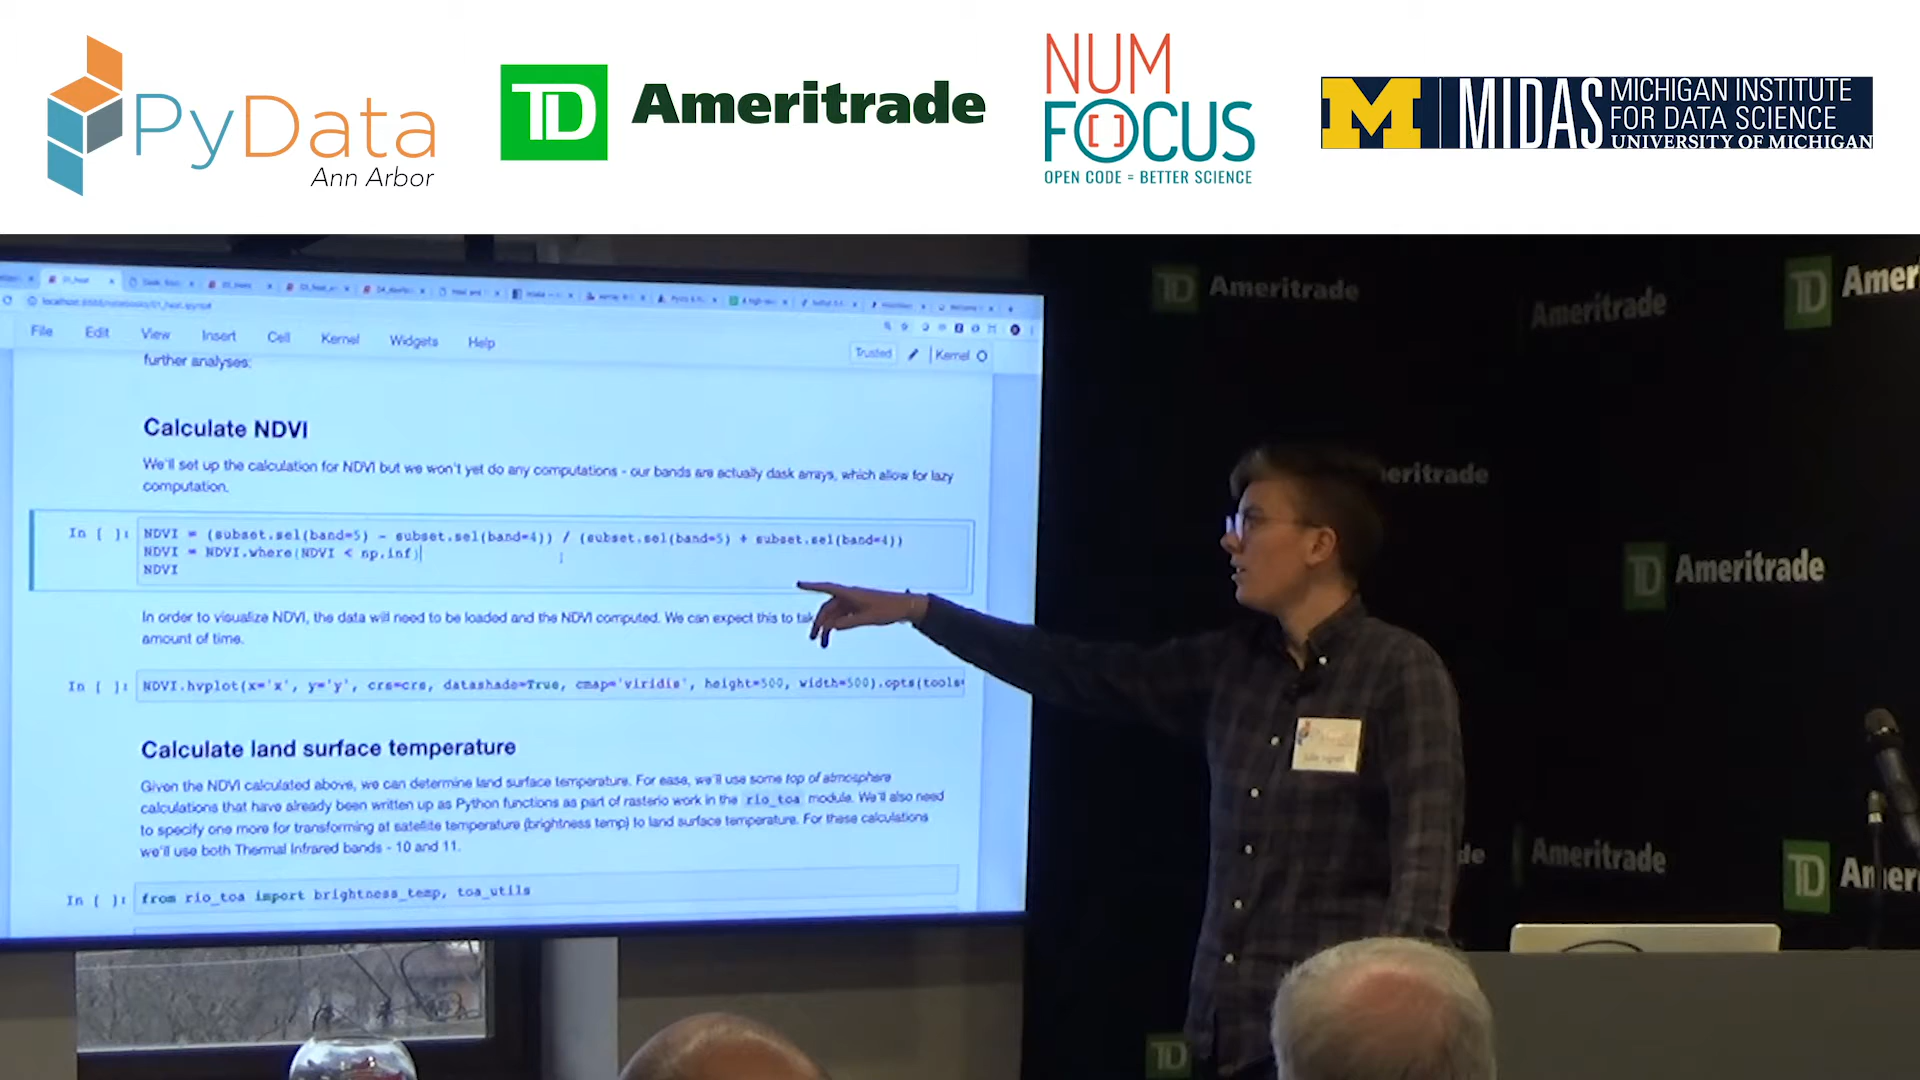 PyData
Ann Arbor
TD Ameritrade
NUM
FOCUS
OPEN CODE = BETTER SCIENCE
M MIDAS MICHIGAN INSTITUTE
FOR DATA SCIENCE
UNIVERSITY OF MICHIGAN
File Edit View Insert Cell Kernel Widgets Help
Trusted Kernel
further analyses:
Calculate NDVI
We'll set up the calculation for NDVI but we won't yet do any computations - our bands are actually dask arrays, which allow for lazy
computation.
In [ ]: NDVI = (subset.sel(band=5) - subset.sel(band=4)) / (subset.sel(band=5) + subset.sel(band=4))
NDVI = NDVI.where(NDVI < np.inf)
NDVI
In order to visualize NDVI, the data will need to be loaded and the NDVI computed. We can expect this to
amount of time.
In [ ]: NDVI.hvplot(x='x', y='y', crs=crs, datashade=True, cmap='viridis', height=500, width=500).opts(tools=
Calculate land surface temperature
Given the NDVI calculated above, we can determine land surface temperature. For ease, we'll use some top of atmosphere
calculations that have already been written up as Python functions as part of rasterio work in the rio_toa module. We'll also need
to specify one more for transforming at satellite temperature (brightness temp) to land surface temperature. For these calculations
we'll use both Thermal Infrared bands - 10 and 11.
In [ ]: from rio_toa import brightness_temp, toa_utils
TD Ameritrade
Ameritrade
TD Amer
eritrade
TD Ameritrade
de
Ameritrade
TD
TD